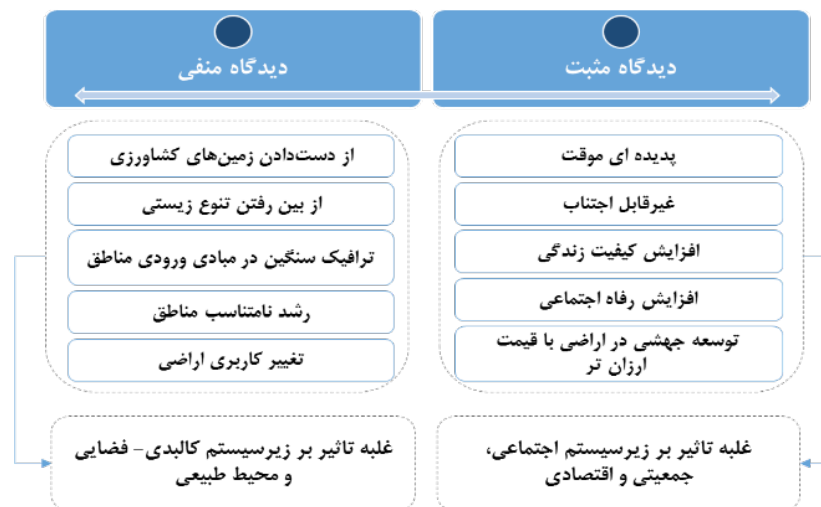 دیدگاه مثبت
پدیده ای موقت
غیرقابل اجتناب
افزایش کیفیت زندگی
افزایش رفاه اجتماعی
توسعه جهشی در اراضی با قیمت
ارزان تر
غلبه تاثیر بر زیرسیستم اجتماعی،
جمعیتی و اقتصادی
دیدگاه منفی
از دست‌دادن زمین‌های کشاورزی
از بین رفتن تنوع زیستی
ترافیک سنگین در مبادی ورودی مناطق
رشد نامتناسب مناطق
تغییر کاربری اراضی
غلبه تاثیر بر زیرسیستم کالبدی- فضایی
و محیط طبیعی